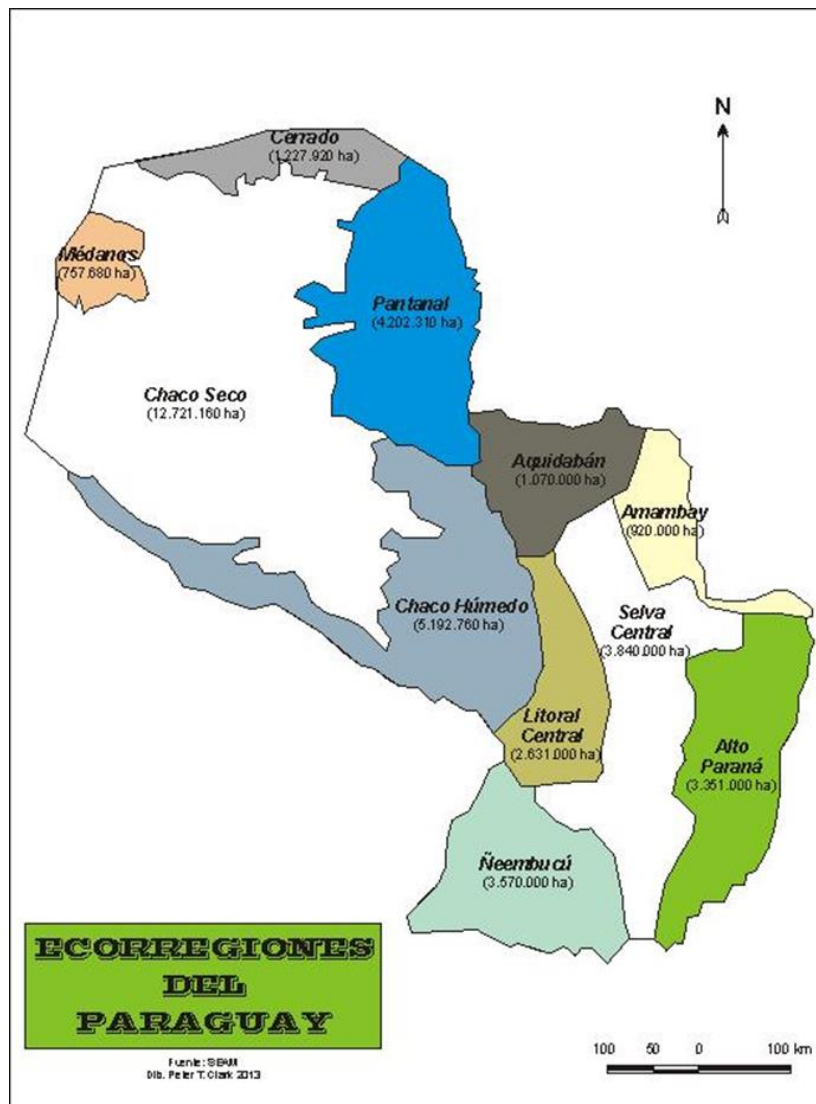 N
Cerrado
(1.227.920 ha)
Médanos
(757.680 ha)
Pantanal
(4.202.310 ha)
Chaco Seco
(12.721.160 ha)
Aquidabán
(1.070.000 ha)
Amambay
(920.000 ha)
Chaco Húmedo
(5.192.760 ha)
Selva
Central
(3.840.000 ha)
Litoral
Central
(2.631.000 ha)
Alto
Paraná
(3.351.000 ha)
Ñeembucú
(3.570.000 ha)
ECORREGIONES
DEL
PARAGUAY
Fuente: SEAM
Dib. Peter T. Clark 2013
100 50 0 100 km